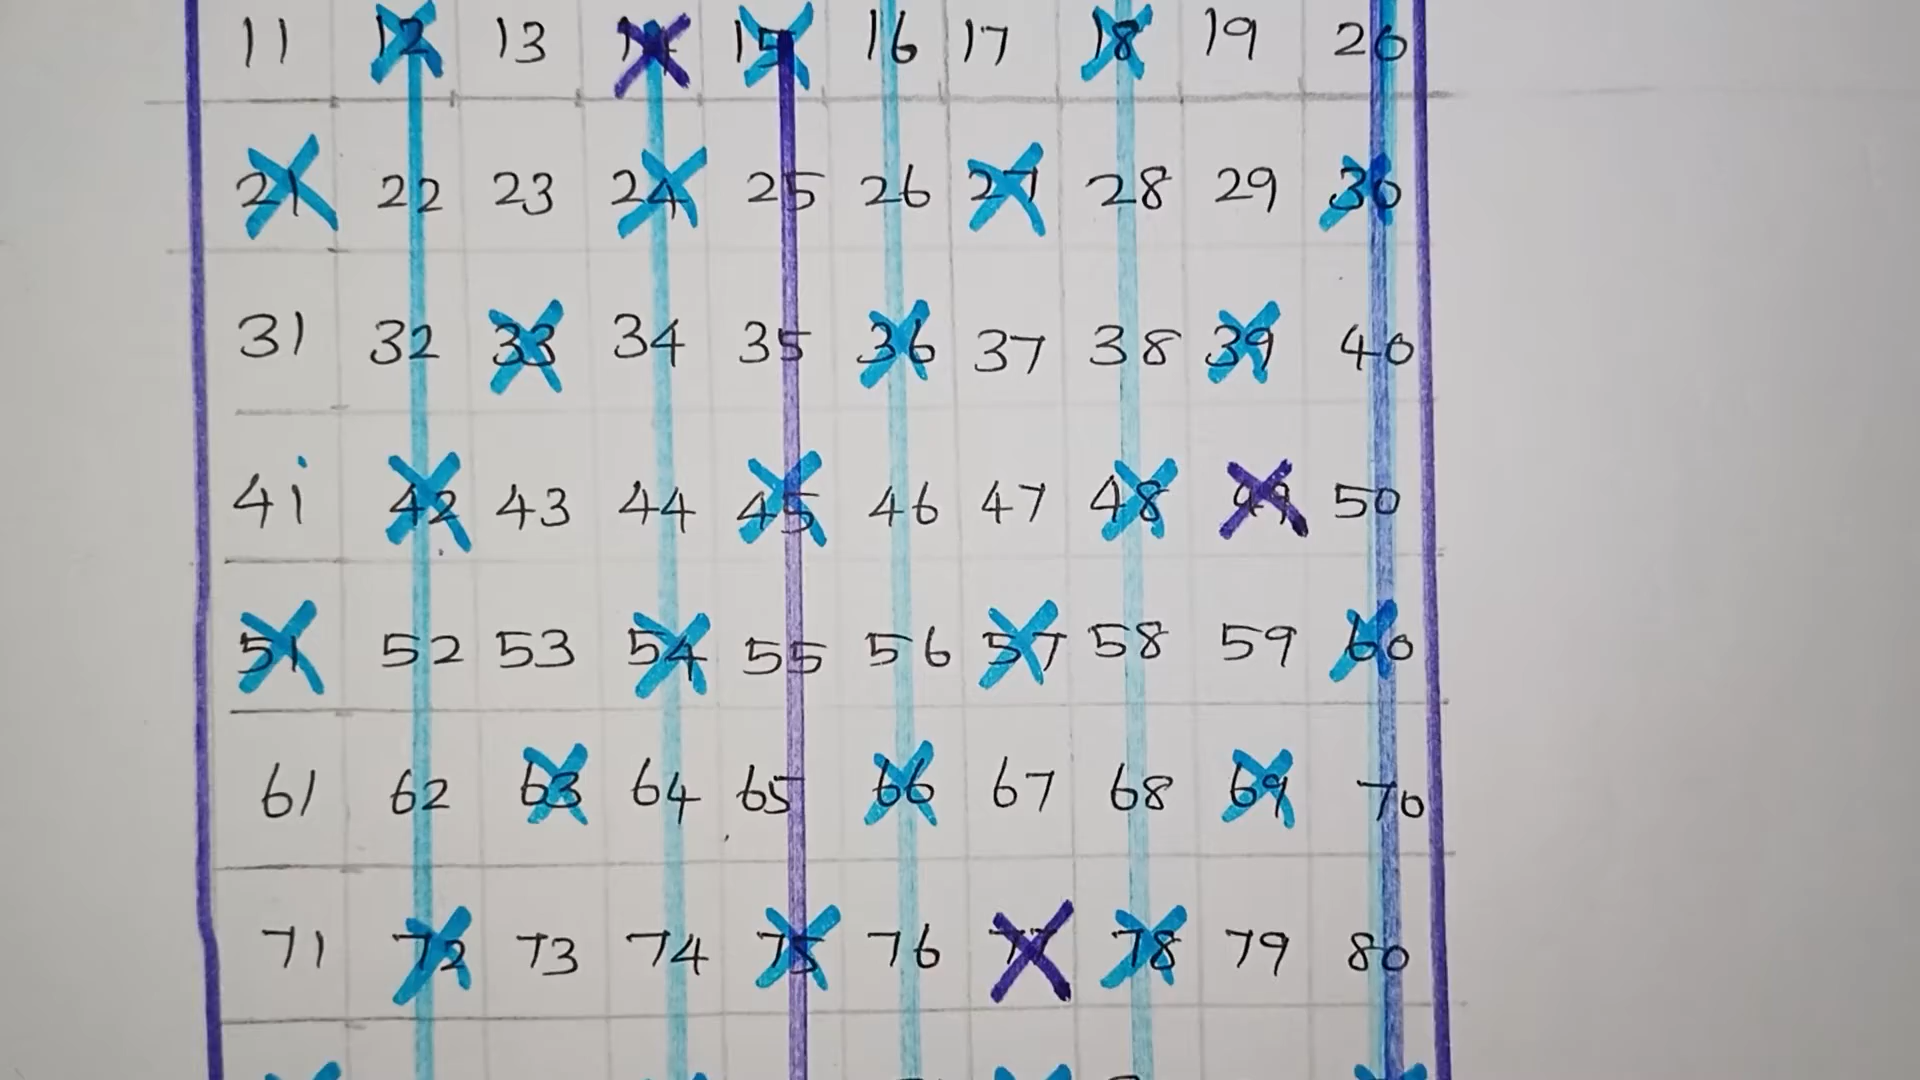 11 12 13 14 15 16 17 18 19 20
21 22 23 24 25 26 27 28 29 30
31 32 33 34 35 36 37 38 39 40
41 42 43 44 45 46 47 48 49 50
51 52 53 54 55 56 57 58 59 60
61 62 63 64 65 66 67 68 69 70
71 72 73 74 75 76 77 78 79 80